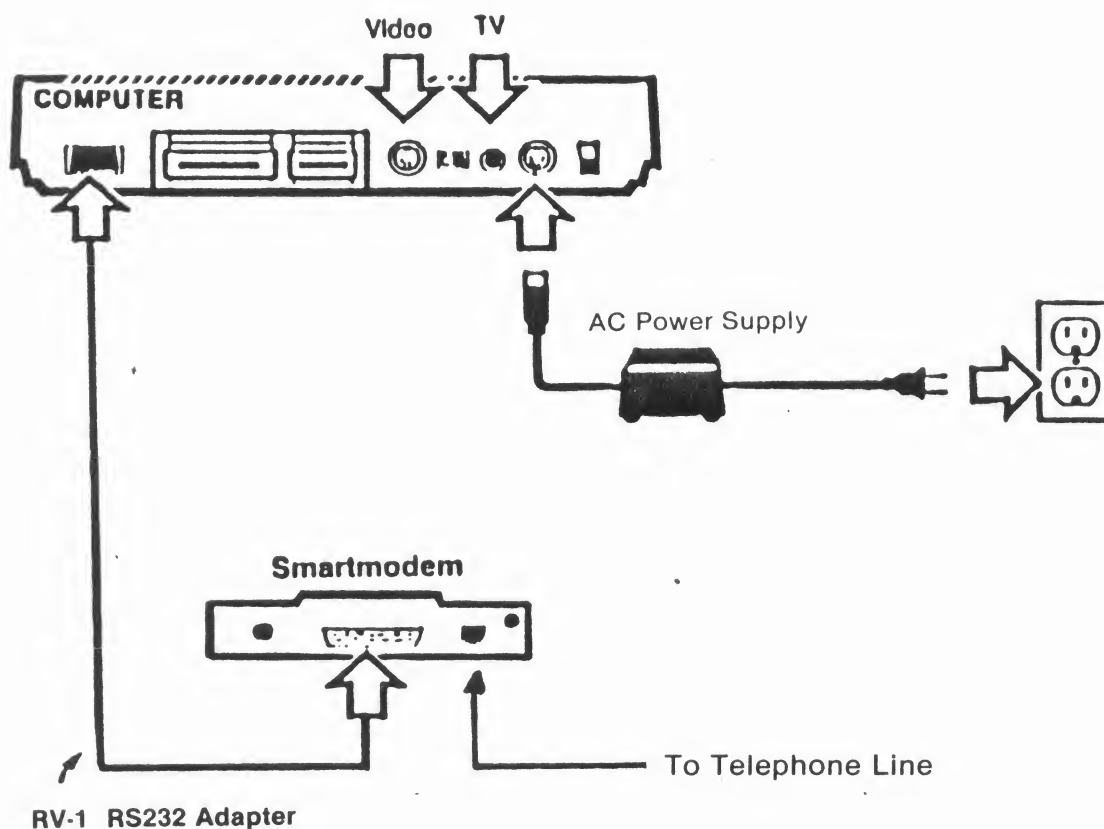 Video TV
COMPUTER
AC Power Supply
Smartmodem
To Telephone Line
RV-1 RS232 Adapter